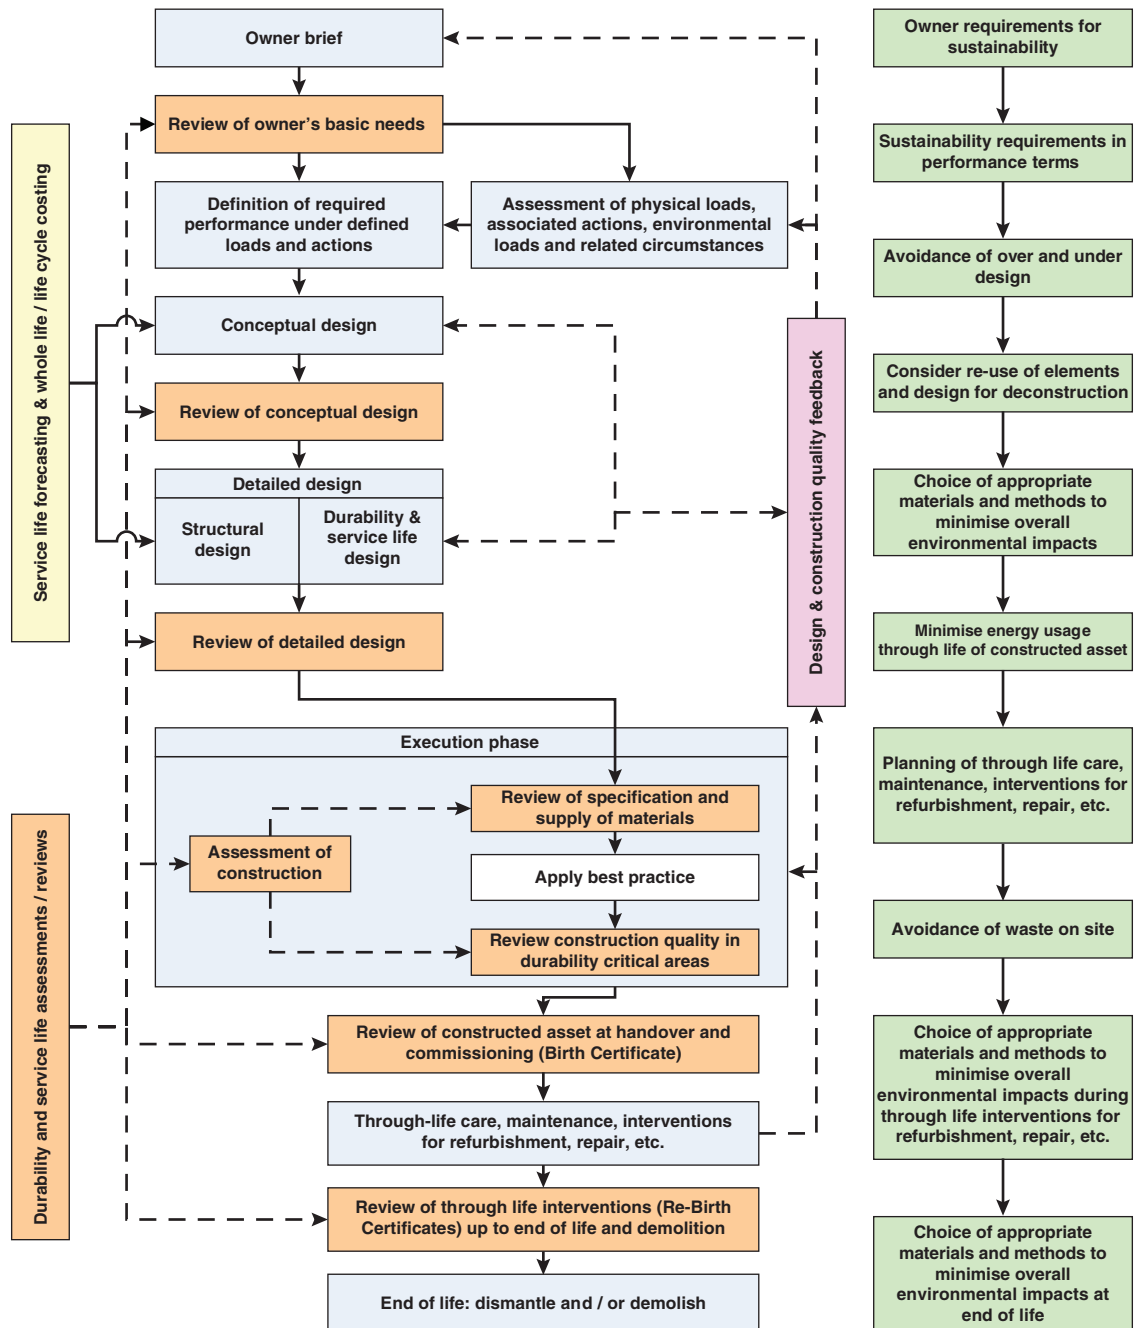 Owner brief
Review of owner's basic needs
Definition of required
performance under defined
loads and actions
Assessment of physical loads,
associated actions, environmental
loads and related circumstances
Conceptual design
Review of conceptual design
Detailed design
Structural
design
Durability &
service life
design
Review of detailed design
Execution phase
Review of specification and
supply of materials
Assessment of
construction
Apply best practice
Review construction quality in
durability critical areas
Review of constructed asset at handover and
commissioning (Birth Certificate)
Through-life care, maintenance, interventions
for refurbishment, repair, etc.
Review of through life interventions (Re-Birth
Certificates) up to end of life and demolition
End of life: dismantle and / or demolish
Service life forecasting & whole life / life cycle costing
Durability and service life assessments / reviews
Design & construction quality feedback
Owner requirements for
sustainability
Sustainability requirements in
performance terms
Avoidance of over and under
design
Consider re-use of elements
and design for deconstruction
Choice of appropriate
materials and methods to
minimise overall
environmental impacts
Minimise energy usage
through life of constructed asset
Planning of through life care,
maintenance, interventions for
refurbishment, repair, etc.
Avoidance of waste on site
Choice of appropriate
materials and methods to
minimise overall
environmental impacts during
through life interventions for
refurbishment, repair, etc.
Choice of appropriate
materials and methods to
minimise overall
environmental impacts at
end of life